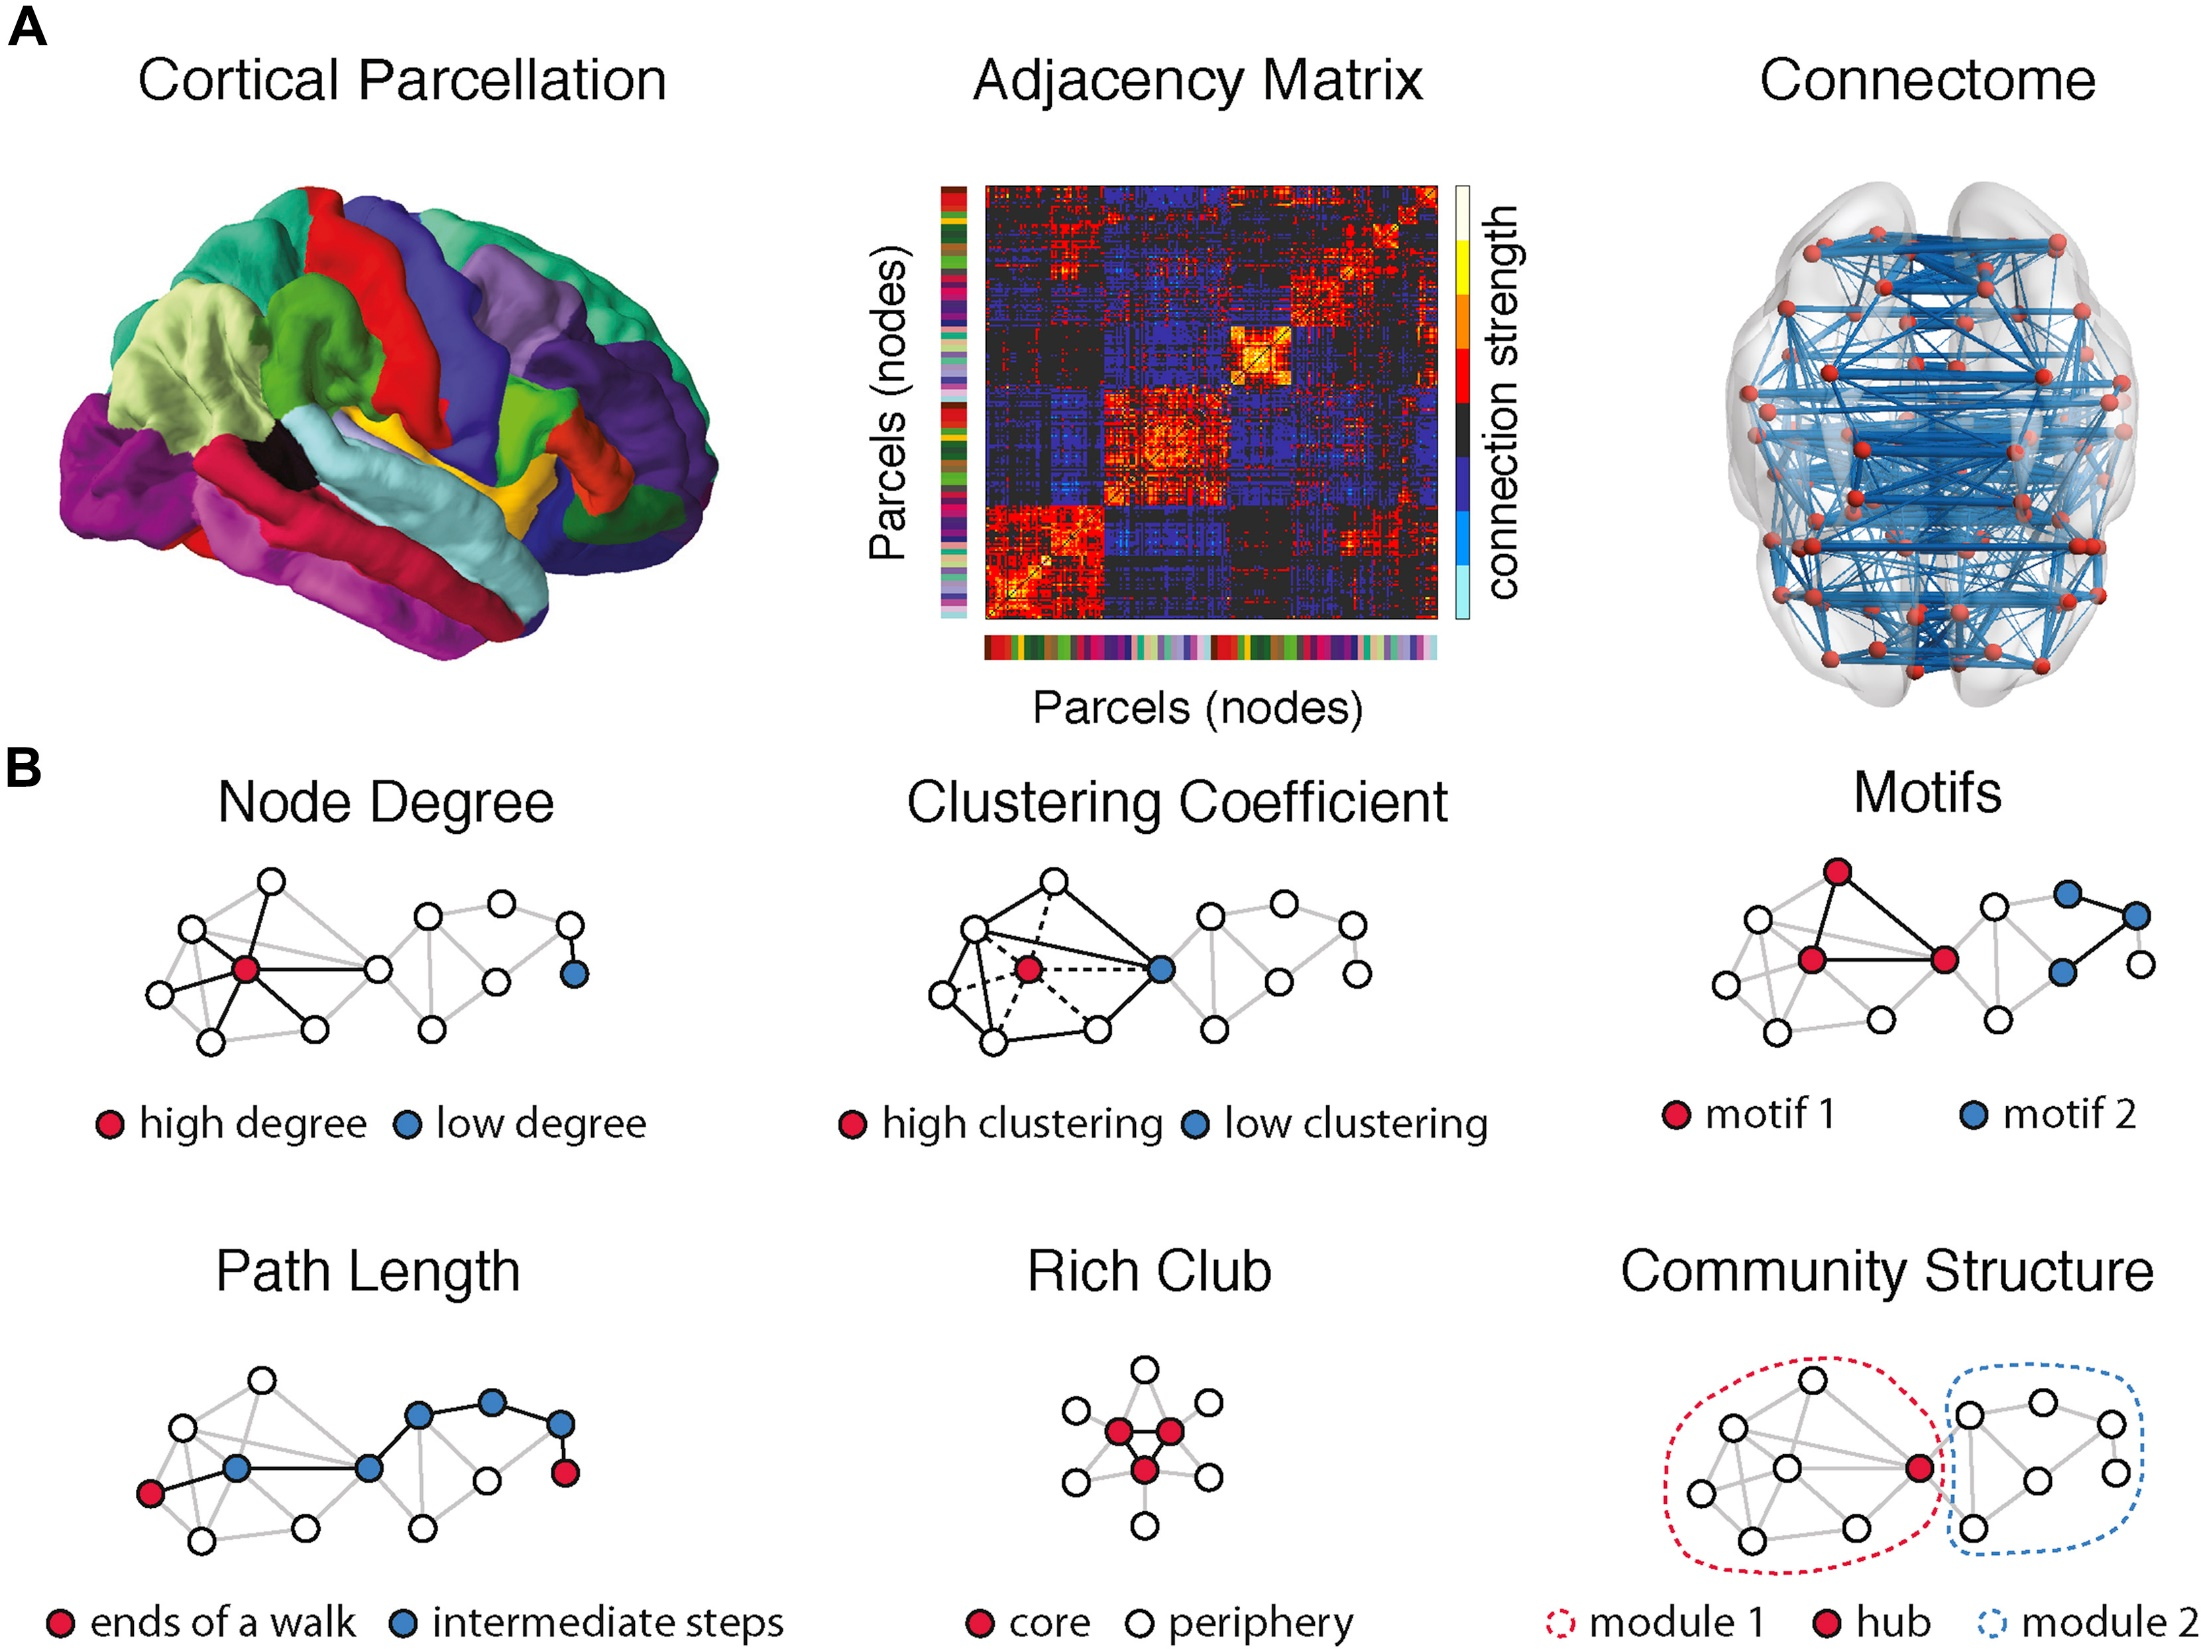 A
Cortical Parcellation
Adjacency Matrix
Connectome
Parcels (nodes)
connection strength
Parcels (nodes)
B
Node Degree
Clustering Coefficient
Motifs
high degree
low degree
high clustering
low clustering
motif 1
motif 2
Path Length
Rich Club
Community Structure
ends of a walk
intermediate steps
core
periphery
module 1
hub
module 2